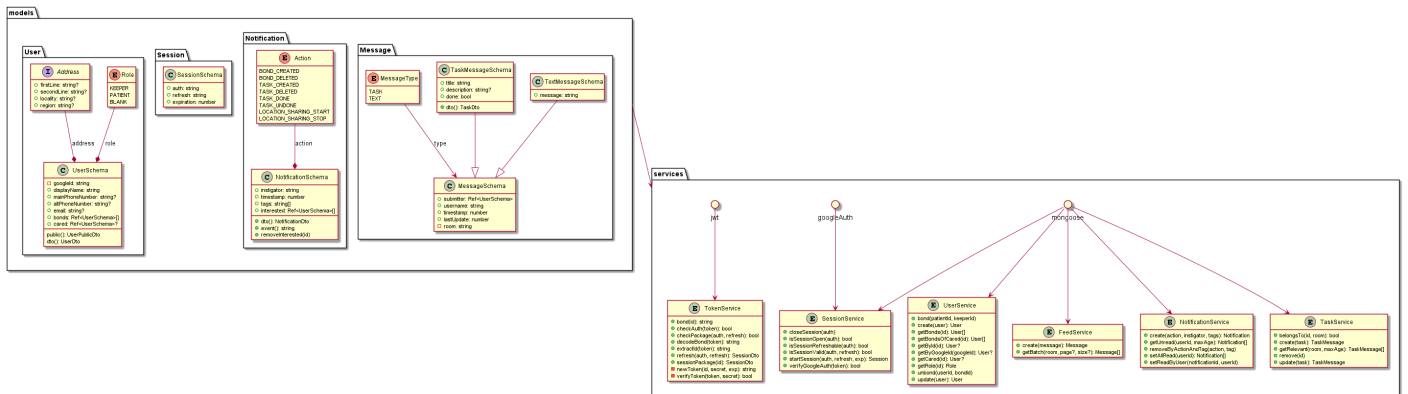 models
User
I Address
firstLine: string?
secondLine: string?
locality: string?
region: string?
E Role
KEEPER
PATIENT
BLANK
address
role
C UserSchema
googleId: string
displayName: string
mainPhoneNumber: string?
altPhoneNumber: string?
email: string?
bonds: Ref<UserSchema>[]
cared: Ref<UserSchema>?
public(): UserPublicDto
dto(): UserDto
Session
C SessionSchema
auth: string
refresh: string
expiration: number
Notification
E Action
BOND_CREATED
BOND_DELETED
TASK_CREATED
TASK_DELETED
TASK_DONE
TASK_UNDONE
LOCATION_SHARING_START
LOCATION_SHARING_STOP
action
C NotificationSchema
instigator: string
timestamp: number
tags: string[]
interested: Ref<UserSchema>[]
dto(): NotificationDto
event(): string
removeInterested(id)
Message
E MessageType
TASK
TEXT
C TaskMessageSchema
title: string
description: string?
done: bool
dto(): TaskDto
C TextMessageSchema
message: string
type
C MessageSchema
submitter: Ref<UserSchema>
username: string
timestamp: number
lastUpdate: number
room: string
services
jwt
googleAuth
mongoose
E TokenService
bond(id): string
checkAuth(token): bool
checkPackage(auth, refresh): bool
decodeBond(token): string
extractId(token): string
refresh(auth, refresh): SessionDto
sessionPackage(id): SessionDto
newToken(id, secret, exp): string
verifyToken(token, secret): bool
E SessionService
closeSession(auth)
isSessionOpen(auth): bool
isSessionRefreshable(auth): bool
isSessionValid(auth, refresh): bool
startSession(auth, refresh, exp): Session
verifyGoogleAuth(token): bool
E UserService
bond(patientId, keeperId)
create(user): User
getBonds(id): User[]
getBondsOfCared(id): User[]
getById(id): User?
getByGoogleId(googleId): User?
getCared(id): User?
getRole(id): Role
unbond(userId, bondId)
update(user): User
E FeedService
create(message): Message
getBatch(room, page?, size?): Message[]
E NotificationService
create(action, instigator, tags): Notification
getUnread(userId, maxAge): Notification[]
removeByActionAndTag(action, tag)
setAllRead(userId): Notification[]
setReadByUser(notificationId, userId)
E TaskService
belongsTo(id, room): bool
create(task): TaskMessage
getRelevant(room, maxAge): TaskMessage[]
remove(id)
update(task): TaskMessage